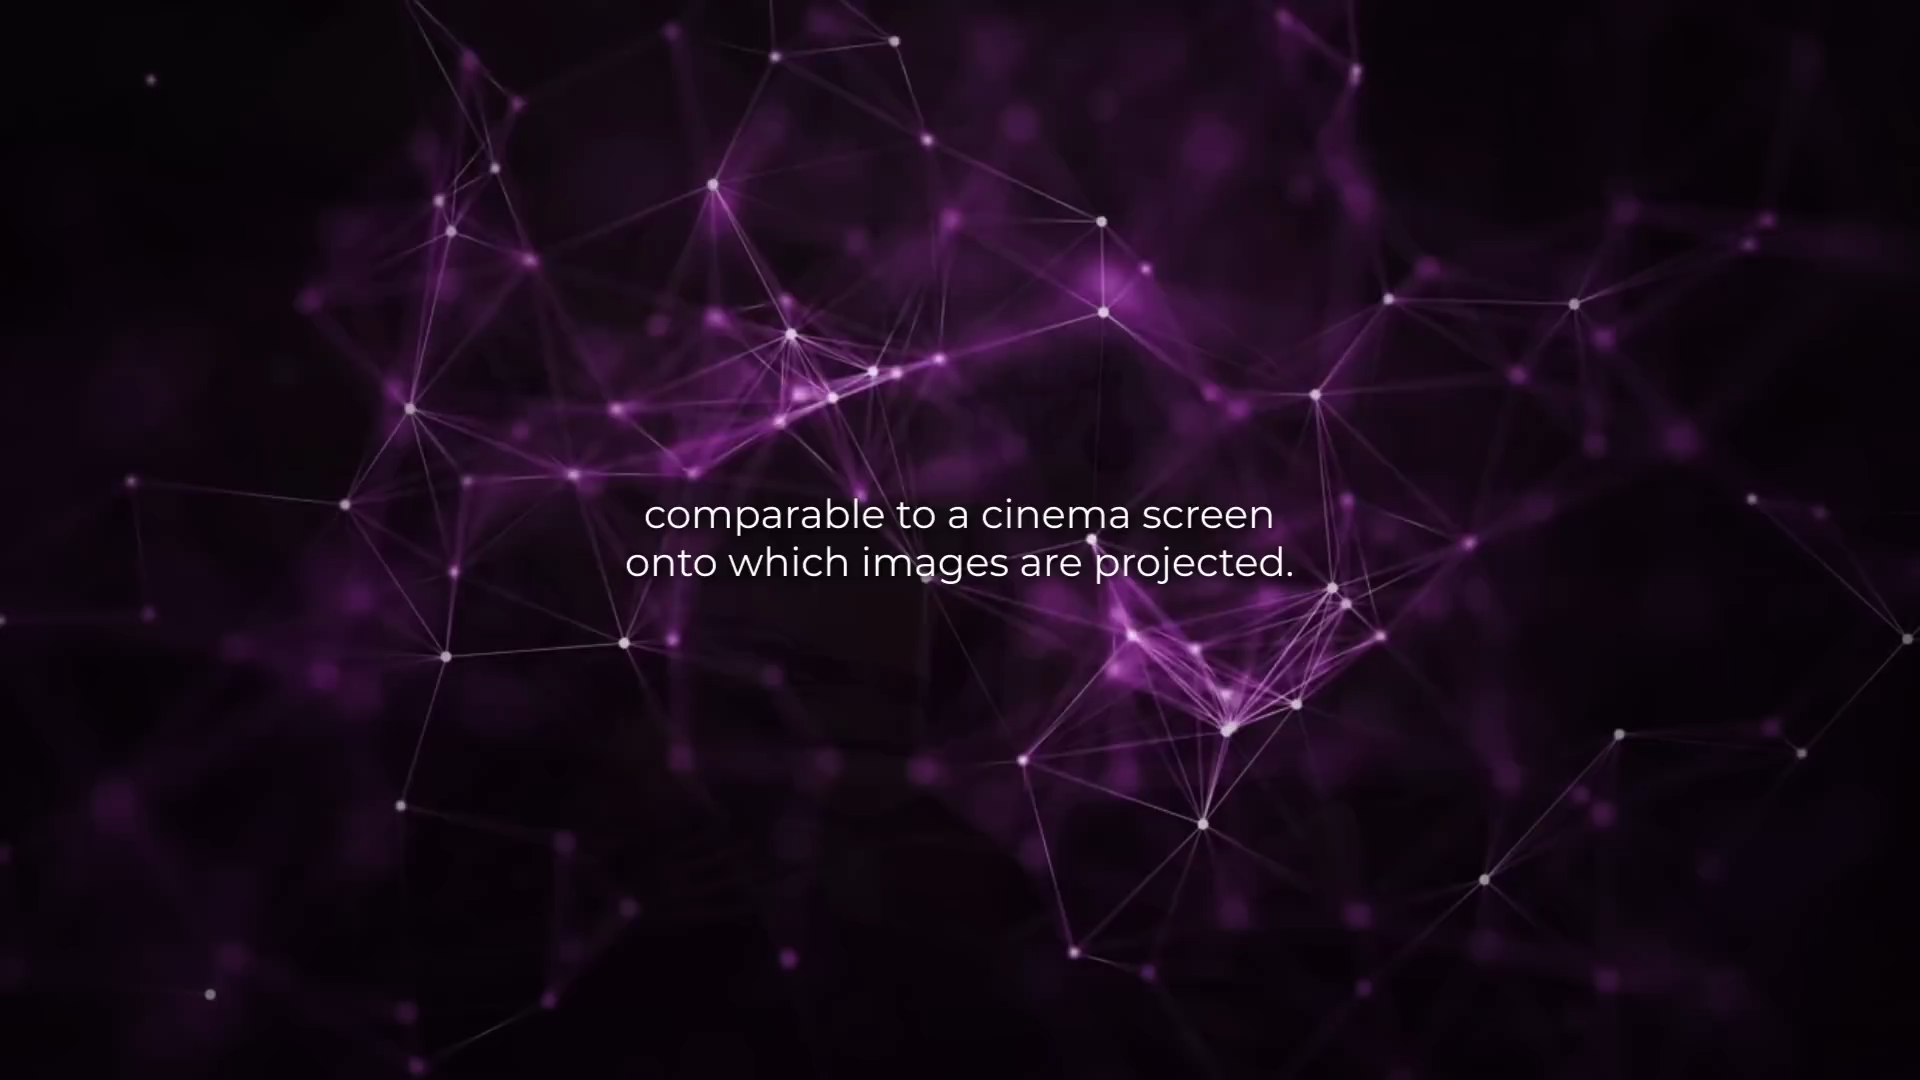 comparable to a cinema screen
onto which images are projected.